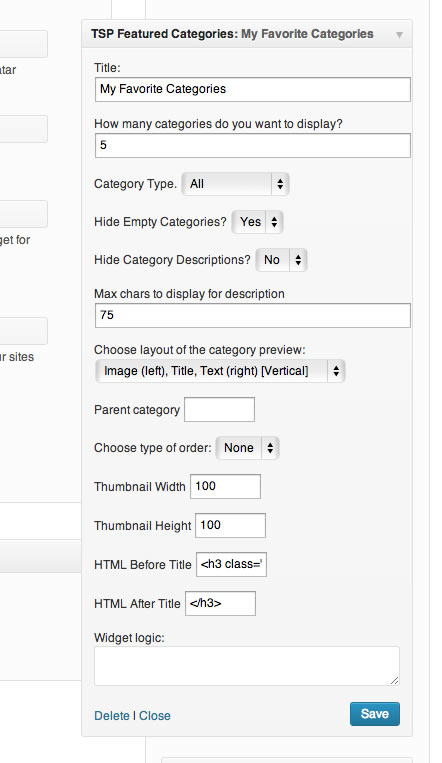 TSP Featured Categories: My Favorite Categories
Title:
My Favorite Categories
How many categories do you want to display?
5
Category Type. All
Hide Empty Categories? Yes
Hide Category Descriptions? No
Max chars to display for description
75
Choose layout of the category preview:
Image (left), Title, Text (right) [Vertical]
Parent category
Choose type of order: None
Thumbnail Width 100
Thumbnail Height 100
HTML Before Title <h3 class='
HTML After Title </h3>
Widget logic:
Delete | Close
Save
atar
get for
r sites